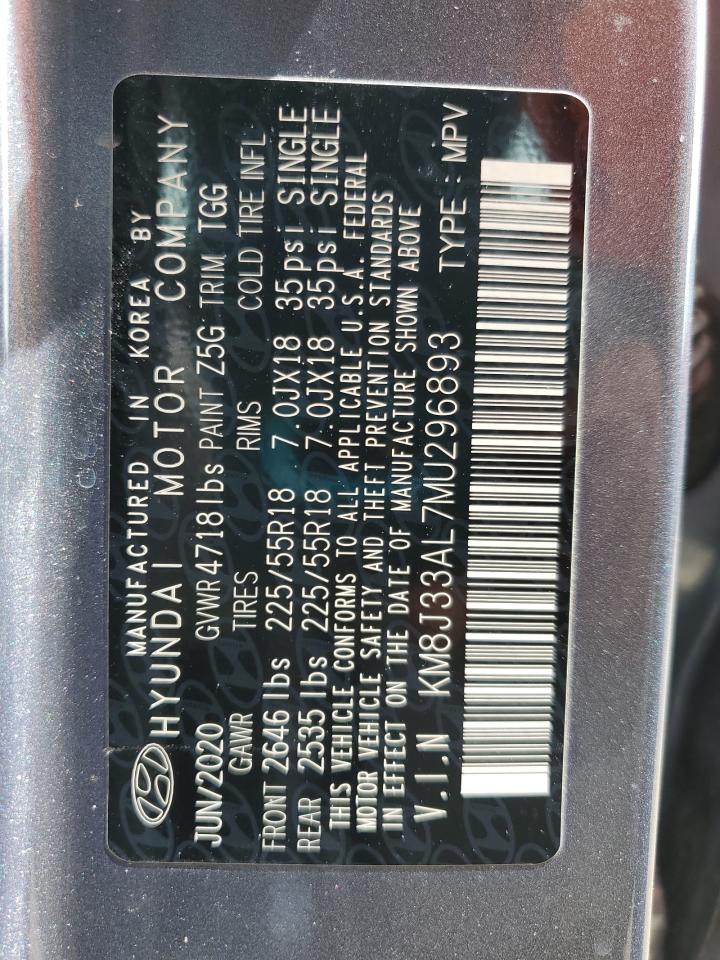 MANUFACTURED IN KOREA BY
HYUNDAI MOTOR COMPANY
JUN/2020 GVWR 4718 lbs PAINT Z5G TRIM TGG
GAWR TIRES RIMS COLD TIRE INFL
FRONT 2646 lbs 225/55R18 7.0JX18 35psi SINGLE
REAR 2535 lbs 225/55R18 7.0JX18 35psi SINGLE
THIS VEHICLE CONFORMS TO ALL APPLICABLE U.S.A. FEDERAL
MOTOR VEHICLE SAFETY AND THEFT PREVENTION STANDARDS
IN EFFECT ON THE DATE OF MANUFACTURE SHOWN ABOVE
V.I.N KM8J33AL7MU296893 TYPE : MPV